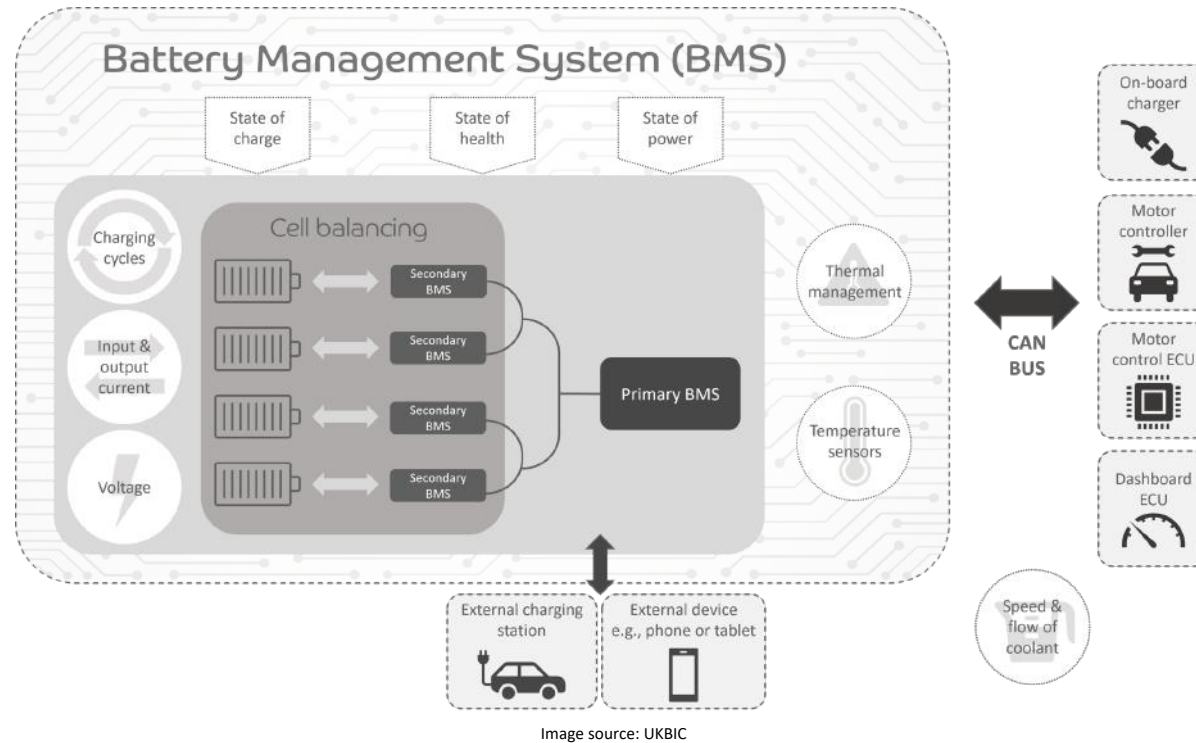 Battery Management System (BMS)
State of
charge
State of
health
State of
power
Charging
cycles
Input &
output
current
Voltage
Cell balancing
Secondary
BMS
Secondary
BMS
Secondary
BMS
Secondary
BMS
Primary BMS
Thermal
management
Temperature
sensors
CAN
BUS
On-board
charger
Motor
controller
Motor
control ECU
Dashboard
ECU
Speed &
flow of
coolant
External charging
station
External device
e.g., phone or tablet
Image source: UKBIC